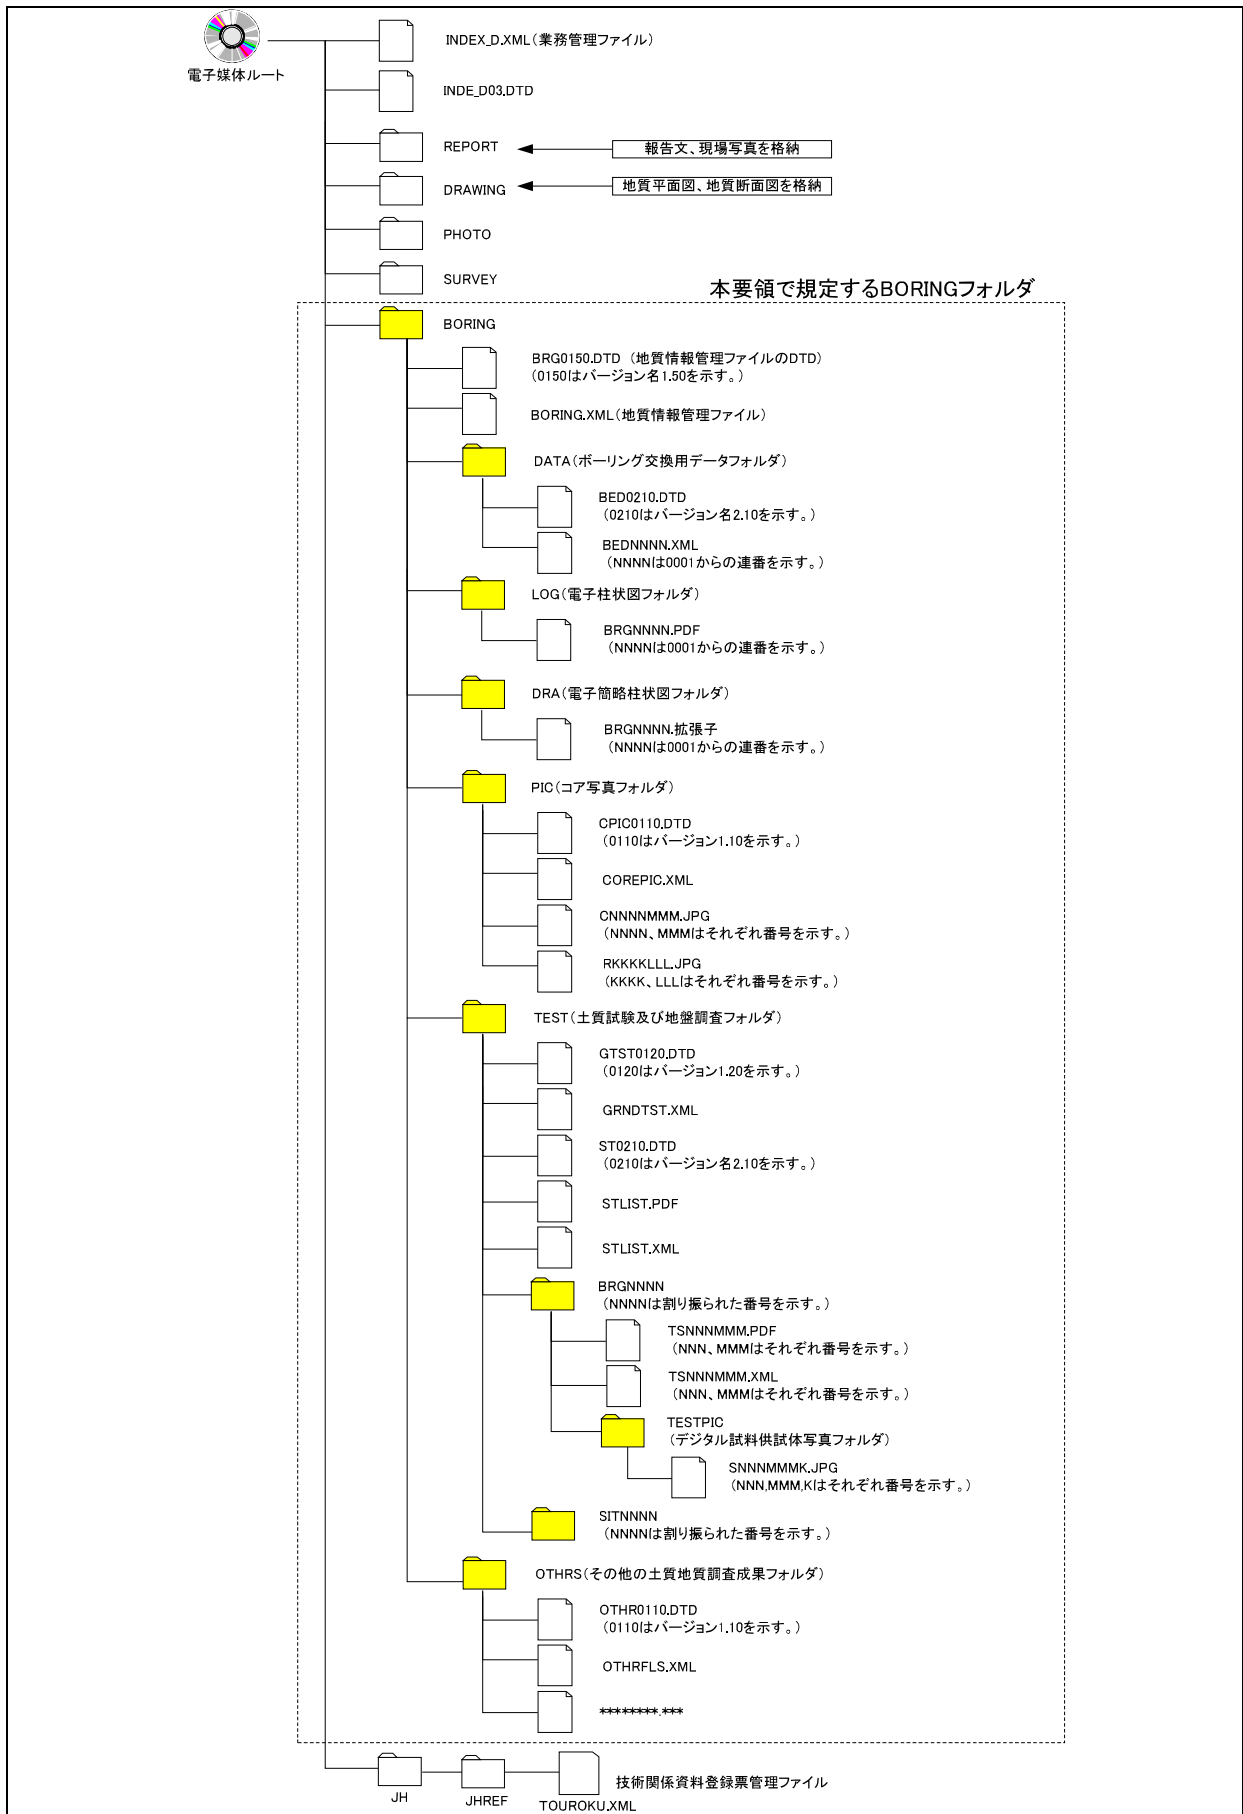 INDEX_D.XML(業務管理ファイル)
電子媒体ルート
INDE_D03.DTD
REPORT
報告文、現場写真を格納
DRAWING
地質平面図、地質断面図を格納
PHOTO
SURVEY
本要領で規定するBORINGフォルダ
BORING
BRG0150.DTD (地質情報管理ファイルのDTD)
(0150はバージョン名1.50を示す。)
BORING.XML(地質情報管理ファイル)
DATA(ボーリング交換用データフォルダ)
BED0210.DTD
(0210はバージョン名2.10を示す。)
BEDNNNN.XML
(NNNNは0001からの連番を示す。)
LOG(電子柱状図フォルダ)
BRGNNNN.PDF
(NNNNは0001からの連番を示す。)
DRA(電子簡略柱状図フォルダ)
BRGNNNN.拡張子
(NNNNは0001からの連番を示す。)
PIC(コア写真フォルダ)
CPIC0110.DTD
(0110はバージョン1.10を示す。)
COREPIC.XML
CNNNNMMM.JPG
(NNNN、MMMはそれぞれ番号を示す。)
RKKKKLLL.JPG
(KKKK、LLLはそれぞれ番号を示す。)
TEST(土質試験及び地盤調査フォルダ)
GTST0120.DTD
(0120はバージョン1.20を示す。)
GRNDTST.XML
ST0210.DTD
(0210はバージョン名2.10を示す。)
STLIST.PDF
STLIST.XML
BRGNNNN
(NNNNは割り振られた番号を示す。)
TSNNNMMM.PDF
(NNN、MMMはそれぞれ番号を示す。)
TSNNNMMM.XML
(NNN、MMMはそれぞれ番号を示す。)
TESTPIC
(デジタル試料供試体写真フォルダ)
SNNNMMMK.JPG
(NNN,MMM,Kはそれぞれ番号を示す。)
SITNNNN
(NNNNは割り振られた番号を示す。)
OTHRS(その他の土質地質調査成果フォルダ)
OTHR0110.DTD
(0110はバージョン1.10を示す。)
OTHRFLS.XML
********.***
技術関係資料登録票管理ファイル
JH
JHREF
TOUROKU.XML